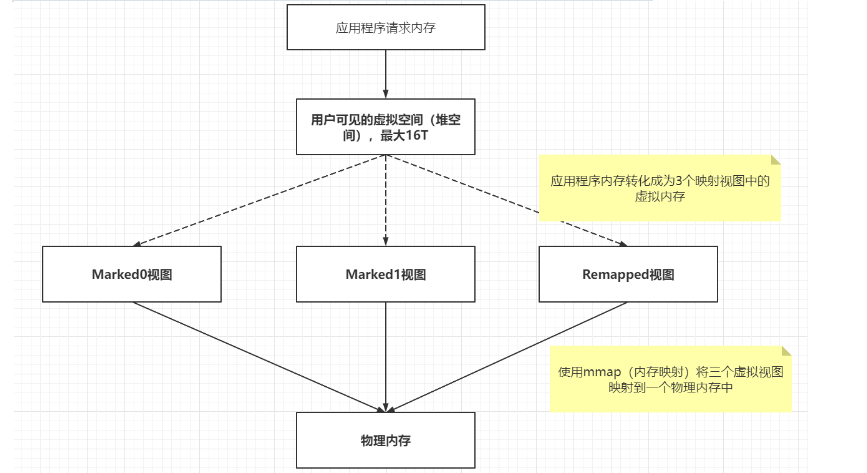 应用程序请求内存
用户可见的虚拟空间（堆空
间），最大16T
应用程序内存转化成为3个映射视图中的
虚拟内存
Marked0视图
Marked1视图
Remapped视图
使用mmap（内存映射）将三个虚拟视图
映射到一个物理内存中
物理内存